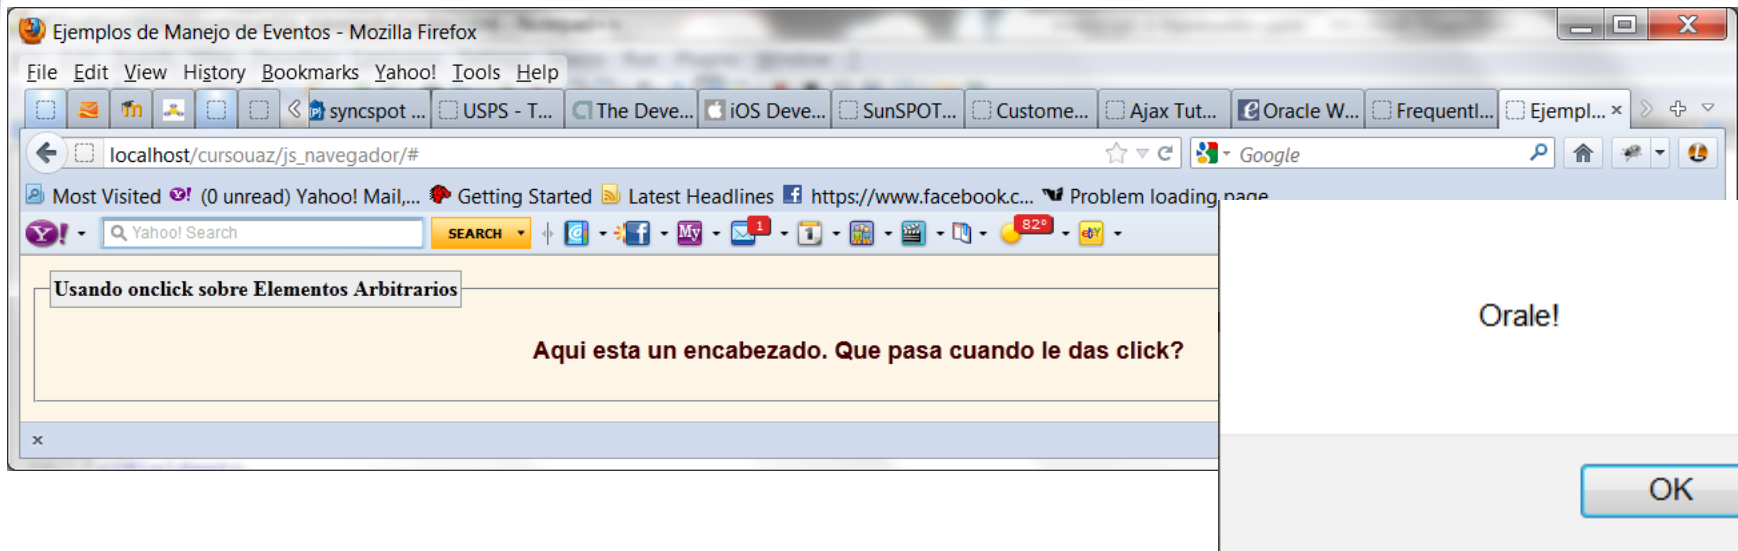 Ejemplos de Manejo de Eventos - Mozilla Firefox
File Edit View History Bookmarks Yahoo! Tools Help
syncspot ... USPS - T... The Deve... iOS Deve... SunSPOT... Custome... Ajax Tut... Oracle W... Frequentl... Ejempl...
localhost/cursouaz/js_navegador/# Google
Most Visited (0 unread) Yahoo! Mail,... Getting Started Latest Headlines https://www.facebook.c... Problem loading page
Y! Yahoo! Search SEARCH My 1 1 82° ebY
Usando onclick sobre Elementos Arbitrarios
Aqui esta un encabezado. Que pasa cuando le das click?
Orale!
OK